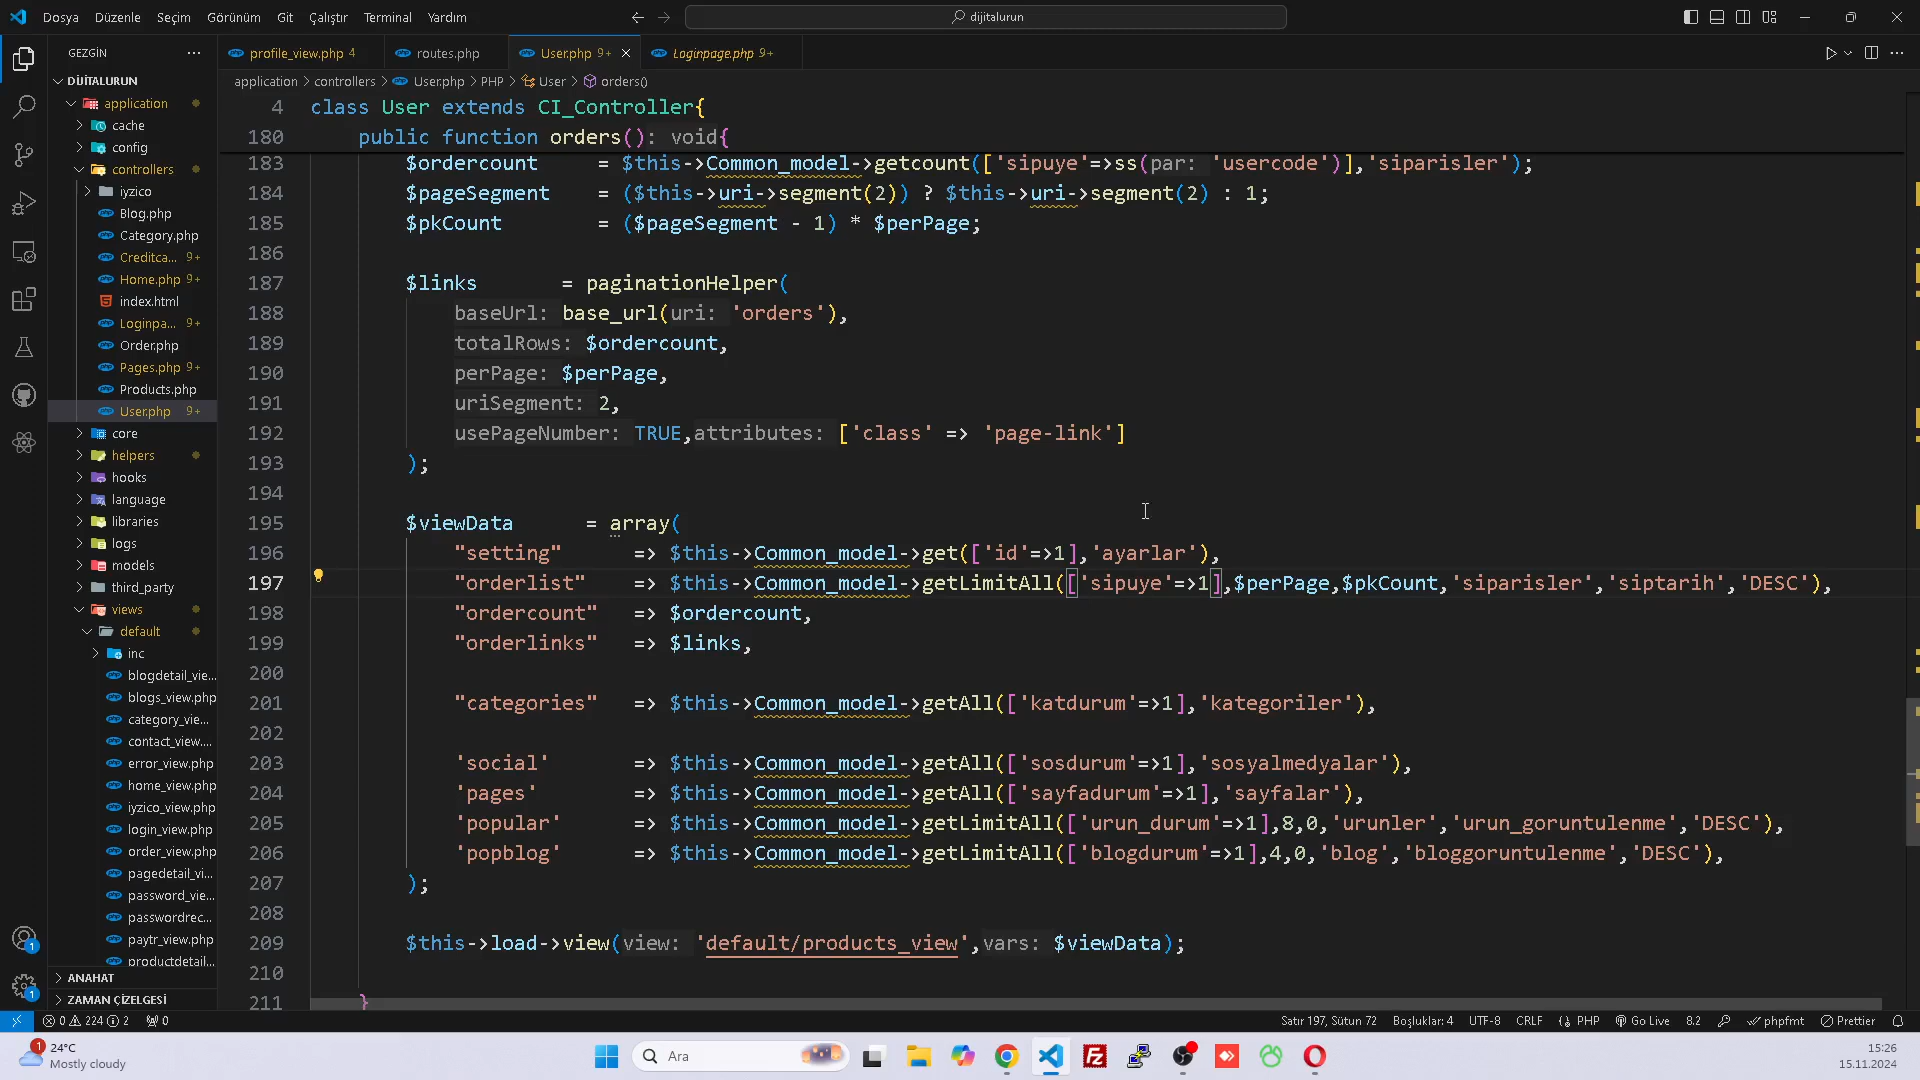 Dosya Düzenle Seçim Görünüm Git Çalıştır Terminal Yardım
dijitalurun
GEZGİN
profile_view.php 4
routes.php
User.php 9+
Loginpage.php 9+
DİJİTALURUN
application > controllers > User.php > PHP > User > orders()
application
cache
config
controllers
iyzico
Blog.php
Category.php
Creditca... 9+
Home.php 9+
index.html
Loginpa... 9+
Order.php
Pages.php 9+
Products.php
User.php 9+
core
helpers
hooks
language
libraries
logs
models
third_party
views
default
inc
blogdetail_vie...
blogs_view.php
category_vie...
contact_view....
error_view.php
home_view.php
iyzico_view.php
login_view.php
order_view.php
pagedetail_vi...
password_vie...
passwordrec...
paytr_view.php
productdetail...
ANAHAT
ZAMAN ÇİZELGESİ
4 class User extends CI_Controller{
180 public function orders(): void{
183 $ordercount = $this->Common_model->getcount(['sipuye'=>ss(par: 'usercode')],'siparisler');
184 $pageSegment = ($this->uri->segment(2)) ? $this->uri->segment(2) : 1;
185 $pkCount = ($pageSegment - 1) * $perPage;
186
187 $links = paginationHelper(
188 baseUrl: base_url(uri: 'orders'),
189 totalRows: $ordercount,
190 perPage: $perPage,
191 uriSegment: 2,
192 usePageNumber: TRUE,attributes: ['class' => 'page-link']
193 );
194
195 $viewData = array(
196 "setting" => $this->Common_model->get(['id'=>1],'ayarlar'),
197 "orderlist" => $this->Common_model->getLimitAll(['sipuye'=>1],$perPage,$pkCount,'siparisler','siptarih','DESC'),
198 "ordercount" => $ordercount,
199 "orderlinks" => $links,
200
201 "categories" => $this->Common_model->getAll(['katdurum'=>1],'kategoriler'),
202
203 'social' => $this->Common_model->getAll(['sosdurum'=>1],'sosyalmedyalar'),
204 'pages' => $this->Common_model->getAll(['sayfadurum'=>1],'sayfalar'),
205 'popular' => $this->Common_model->getLimitAll(['urun_durum'=>1],8,0,'urunler','urun_goruntulenme','DESC'),
206 'popblog' => $this->Common_model->getLimitAll(['blogdurum'=>1],4,0,'blog','bloggoruntulenme','DESC'),
207 );
208
209 $this->load->view(view: 'default/products_view',vars: $viewData);
210
211 }
1
1
0 224 2 0
Satır 197, Sütun 72 Boşluklar: 4 UTF-8 CRLF PHP Go Live 8.2 phpfmt Prettier
1
24°C
Mostly cloudy
Ara
15:26
15.11.2024